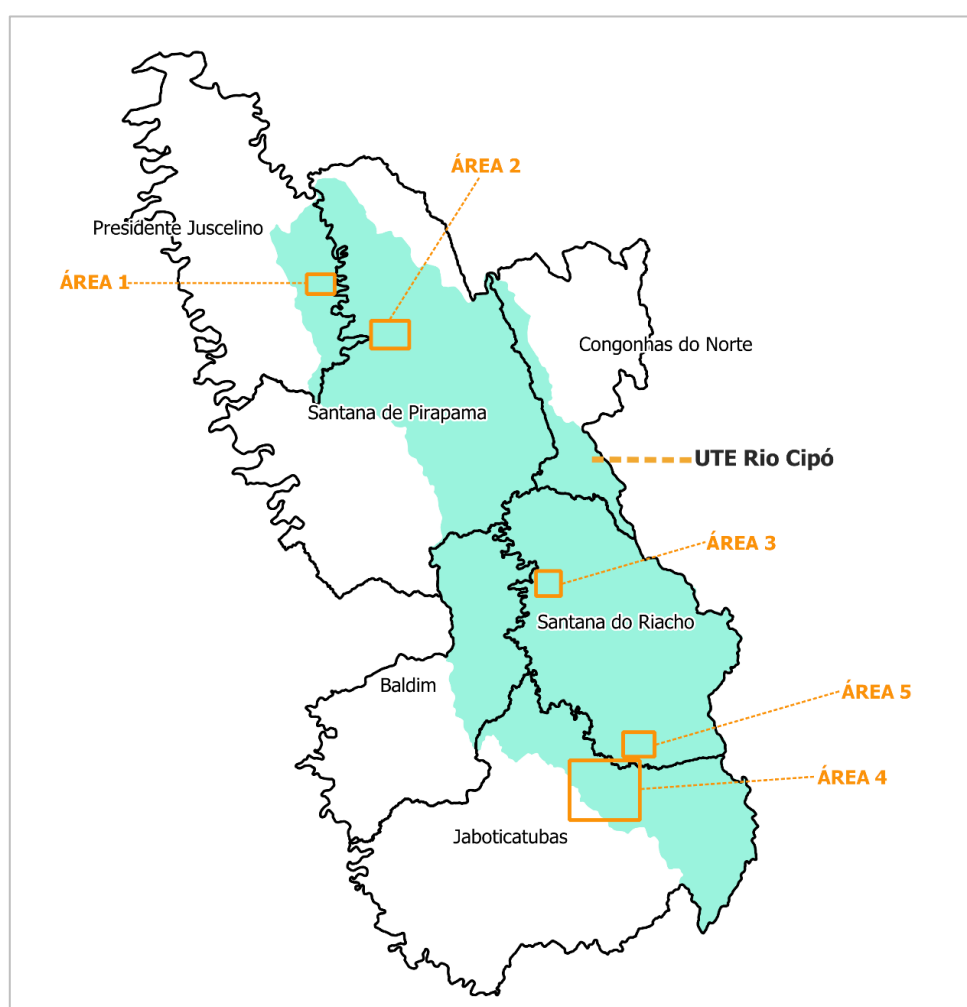 ÁREA 2
Presidente Juscelino
ÁREA 1
Congonhas do Norte
Santana de Pirapama
UTE Rio Cipó
ÁREA 3
Santana do Riacho
Baldim
ÁREA 5
ÁREA 4
Jaboticatubas